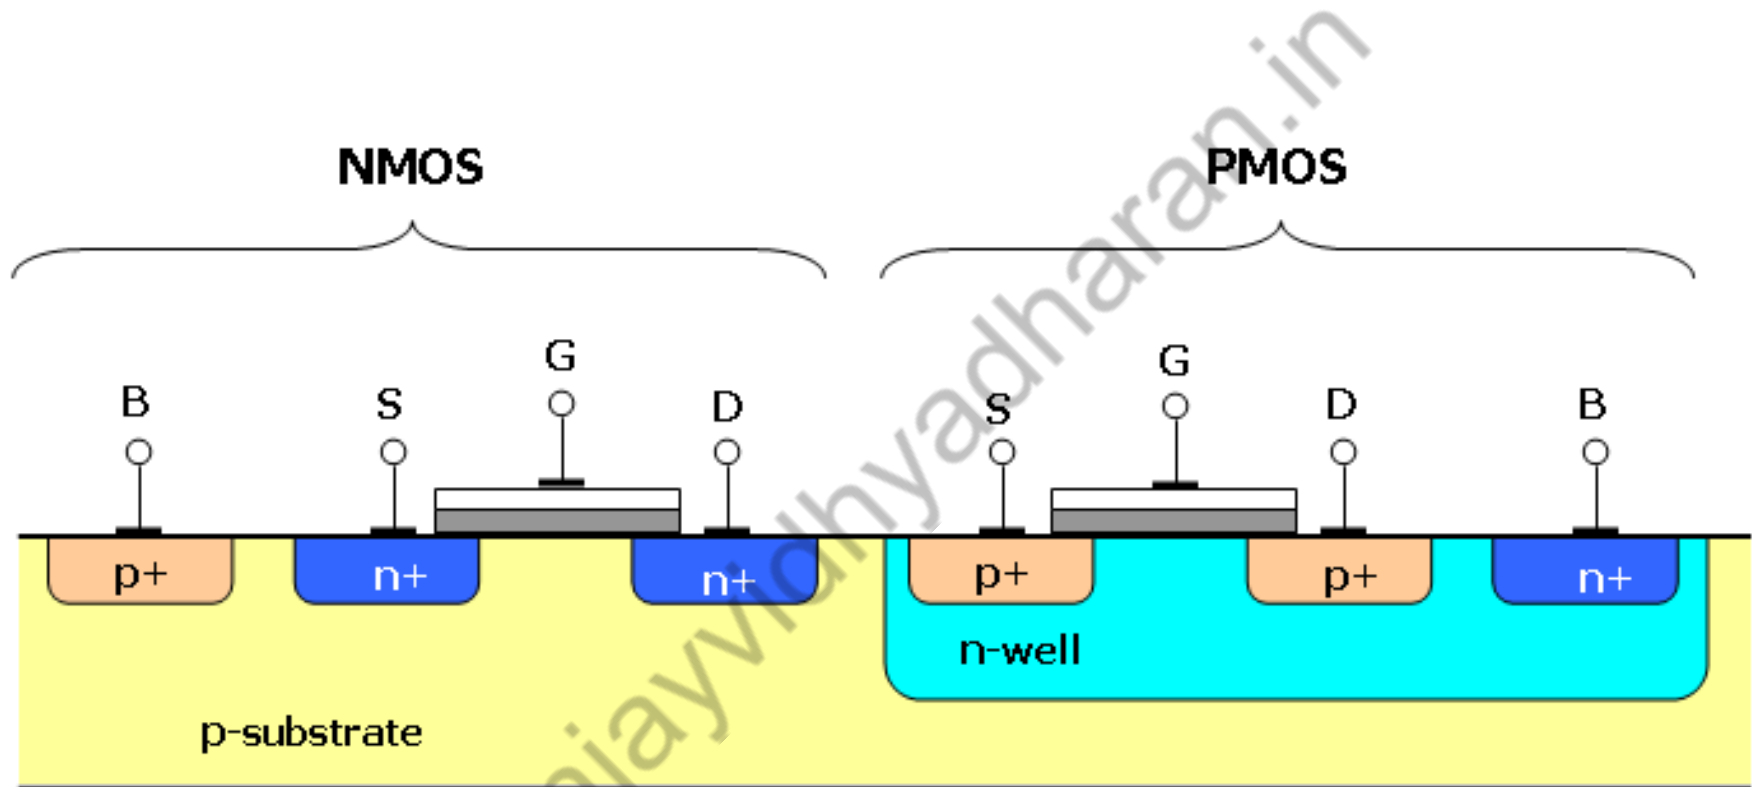 NMOS
PMOS
B
S
G
D
S
G
D
B
p+
n+
n+
p+
p+
n+
n-well
p-substrate